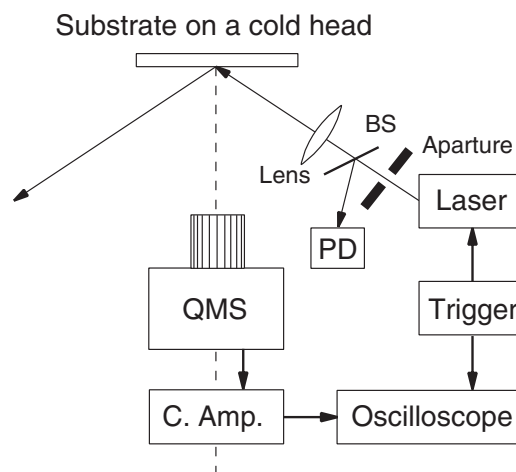 Substrate on a cold head
BS
Aparture
Lens
Laser
PD
QMS
Trigger
C. Amp.
Oscilloscope